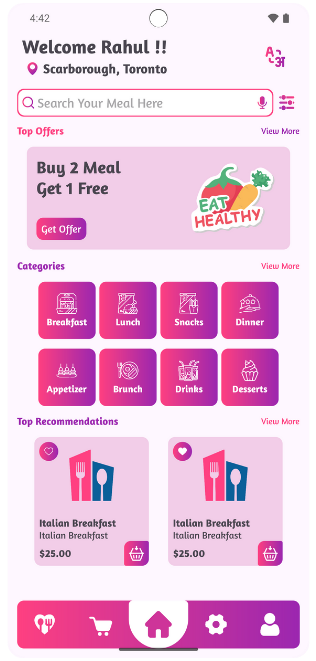 4:42
Welcome Rahul !!
Scarborough, Toronto
A अ
Search Your Meal Here
Top Offers View More
Buy 2 Meal
Get 1 Free
Get Offer
EAT
HEALTHY
Categories View More
Breakfast Lunch Snacks Dinner
Appetizer Brunch Drinks Desserts
Top Recommendations View More
Italian Breakfast Italian Breakfast
Italian Breakfast Italian Breakfast
$25.00 $25.00